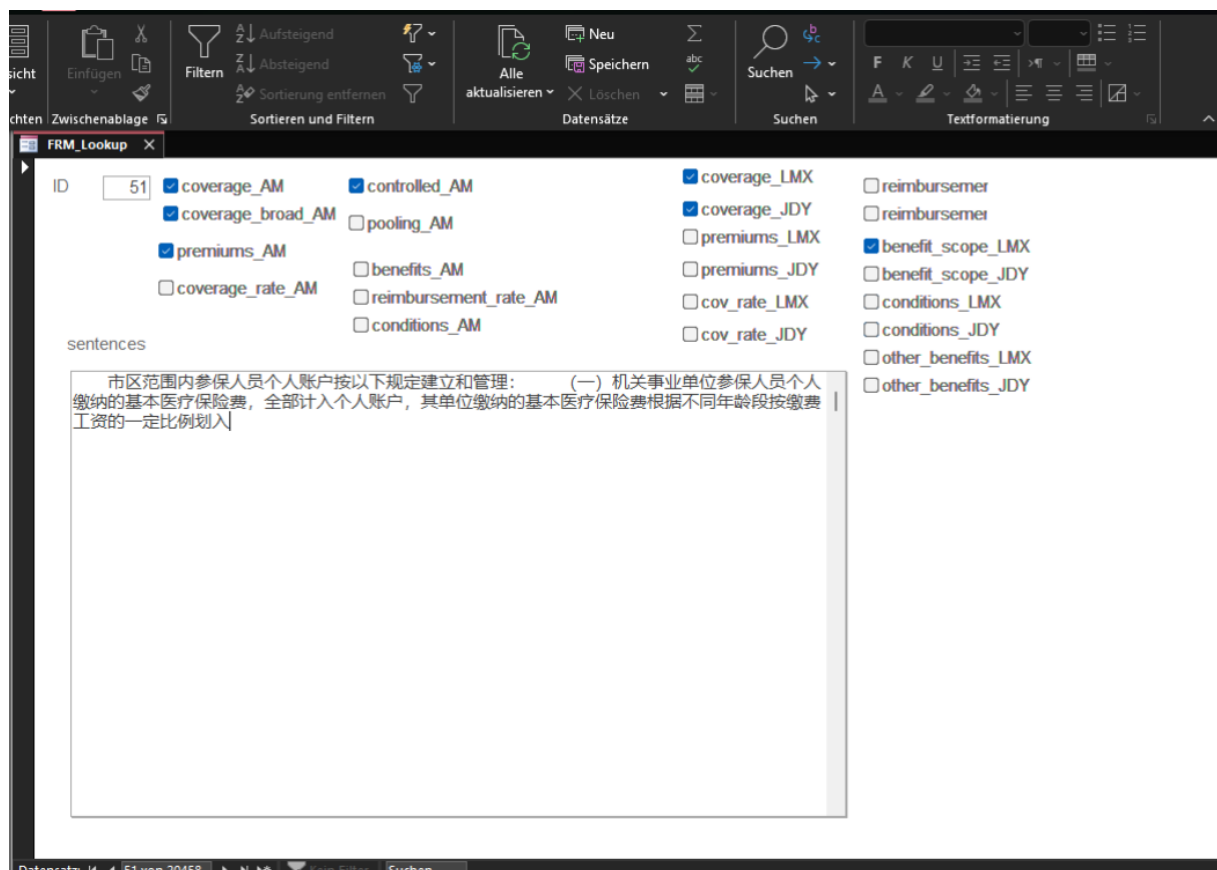 sicht
Einfügen
Filtern
Aufsteigend
Absteigend
Sortierung entfernen
Alle
aktualisieren
Neu
Speichern
Löschen
Suchen
F K U
chten
Zwischenablage
Sortieren und Filtern
Datensätze
Suchen
Textformatierung
FRM_Lookup
ID 51
coverage_AM
coverage_broad_AM
premiums_AM
coverage_rate_AM
controlled_AM
pooling_AM
benefits_AM
reimbursement_rate_AM
conditions_AM
coverage_LMX
coverage_JDY
premiums_LMX
premiums_JDY
cov_rate_LMX
cov_rate_JDY
reimbursemer
reimbursemer
benefit_scope_LMX
benefit_scope_JDY
conditions_LMX
conditions_JDY
other_benefits_LMX
other_benefits_JDY
sentences
市区范围内参保人员个人账户按以下规定建立和管理： （一）机关事业单位参保人员个人
缴纳的基本医疗保险费，全部计入个人账户，其单位缴纳的基本医疗保险费根据不同年龄段按缴费
工资的一定比例划入
Datensatz: 51 von 20458 Kein Filter Suchen